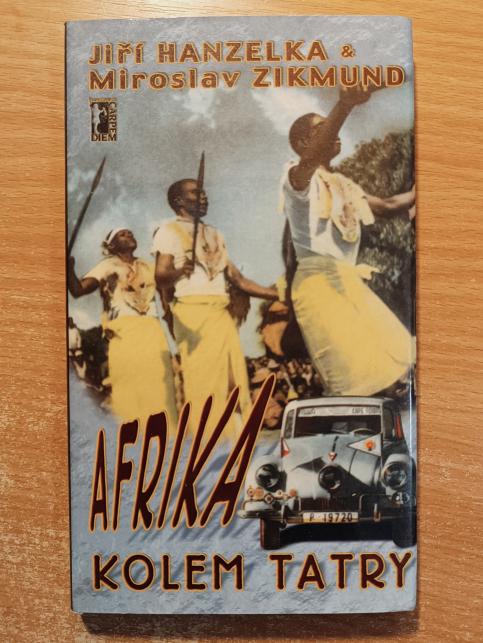 Jiří HANZELKA &
Miroslav ZIKMUND
CARPE
DIEM
AFRIKA
P-19720
KOLEM TATRY